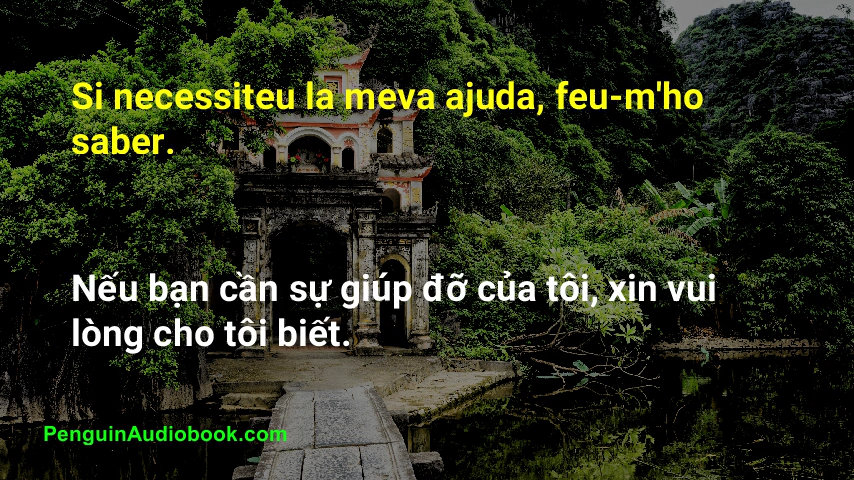 Si necessiteu la meva ajuda, feu-m'ho
saber.
Nếu bạn cần sự giúp đỡ của tôi, xin vui
lòng cho tôi biết.
PenguinAudiobook.com